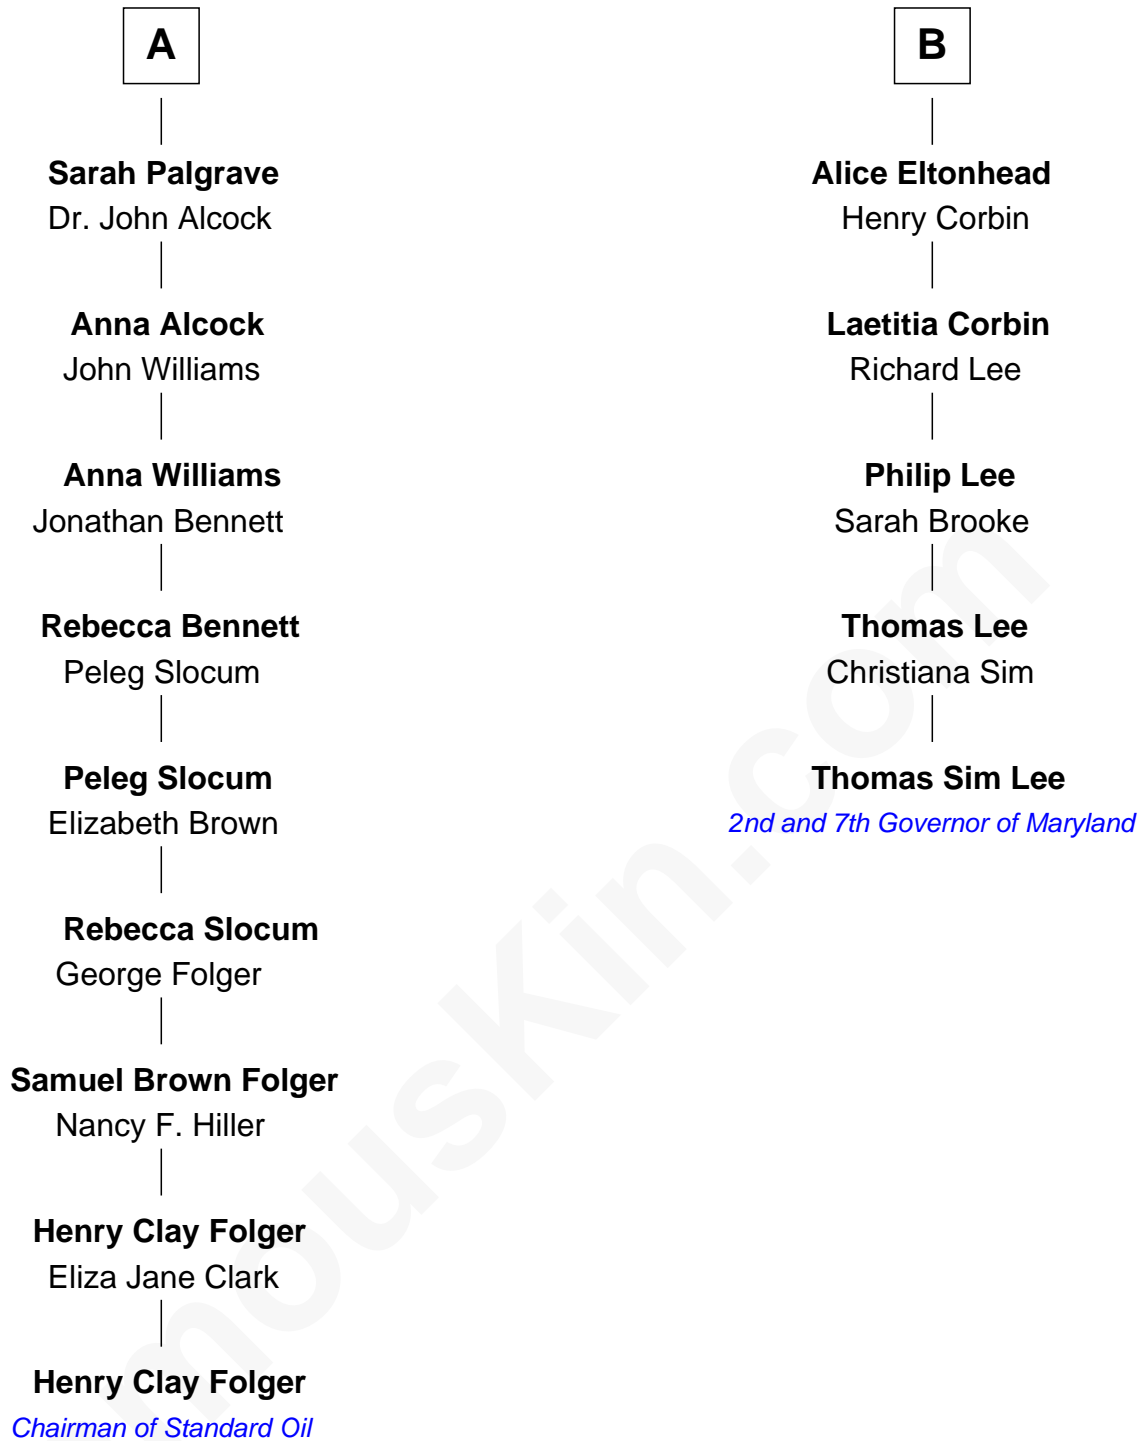 A
Sarah Palgrave
Dr. John Alcock
Anna Alcock
John Williams
Anna Williams
Jonathan Bennett
Rebecca Bennett
Peleg Slocum
Peleg Slocum
Elizabeth Brown
Rebecca Slocum
George Folger
Samuel Brown Folger
Nancy F. Hiller
Henry Clay Folger
Eliza Jane Clark
Henry Clay Folger
Chairman of Standard Oil
B
Alice Eltonhead
Henry Corbin
Laetitia Corbin
Richard Lee
Philip Lee
Sarah Brooke
Thomas Lee
Christiana Sim
Thomas Sim Lee
2nd and 7th Governor of Maryland
mousKin.com